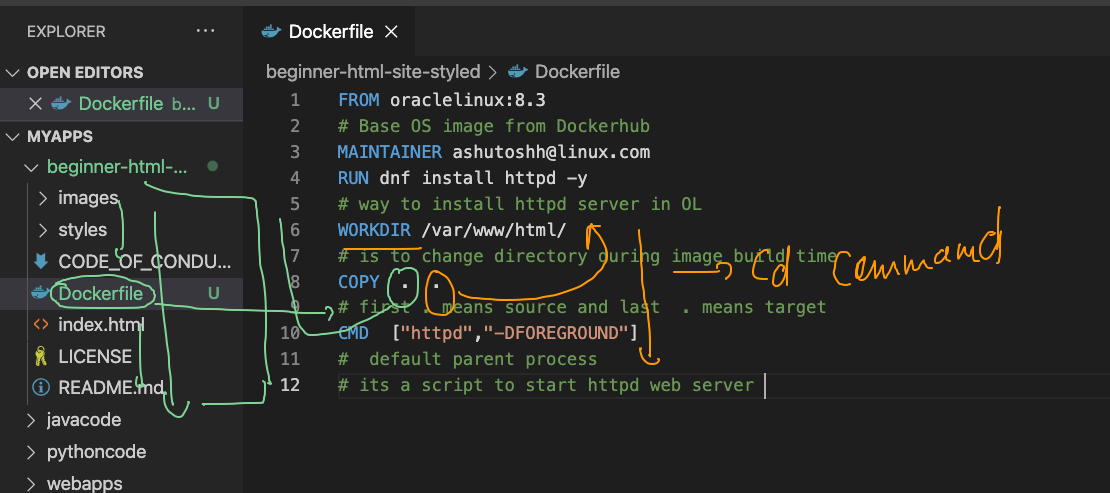 EXPLORER
...
Dockerfile
OPEN EDITORS
Dockerfile b... U
MYAPPS
beginner-html-...
images
styles
CODE_OF_CONDU...
Dockerfile U
index.html
LICENSE
README.md
javacode
pythoncode
webapps
beginner-html-site-styled > Dockerfile
1 FROM oraclelinux:8.3
2 # Base OS image from Dockerhub
3 MAINTAINER ashutoshh@linux.com
4 RUN dnf install httpd -y
5 # way to install httpd server in OL
6 WORKDIR /var/www/html/
7 # is to change directory during image build time
8 COPY . .
9 # first . means source and last  . means target
10 CMD  ["httpd","-DFOREGROUND"]
11 #  default parent process
12 # its a script to start httpd web server
cd command